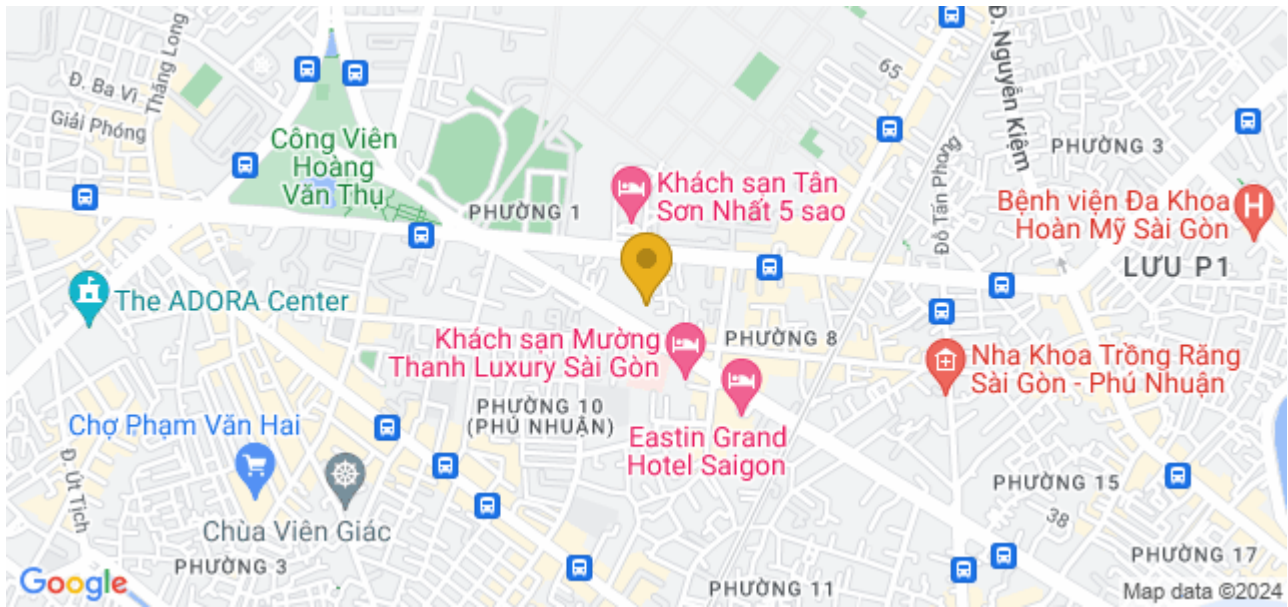 Thăng Long
Đ. Ba Vì
Giải Phóng
Công Viên
Hoàng
Văn Thụ
PHƯỜNG 1
Khách sạn Tân
Sơn Nhất 5 sao
65
Đ. Nguyễn Kiệm
PHƯỜNG 3
Đỗ Tấn Phong
Bệnh viện Đa Khoa
Hoàn Mỹ Sài Gòn
H
LƯU P1
The ADORA Center
Khách sạn Mường
Thanh Luxury Sài Gòn
PHƯỜNG 8
Nha Khoa Trồng Răng
Sài Gòn - Phú Nhuận
PHƯỜNG 10
(PHÚ NHUẬN)
Eastin Grand
Hotel Saigon
Chợ Phạm Văn Hai
Đ. Út Tịch
Chùa Viên Giác
PHƯỜNG 15
38
PHƯỜNG 3
PHƯỜNG 11
PHƯỜNG 17
Google
Map data ©2024